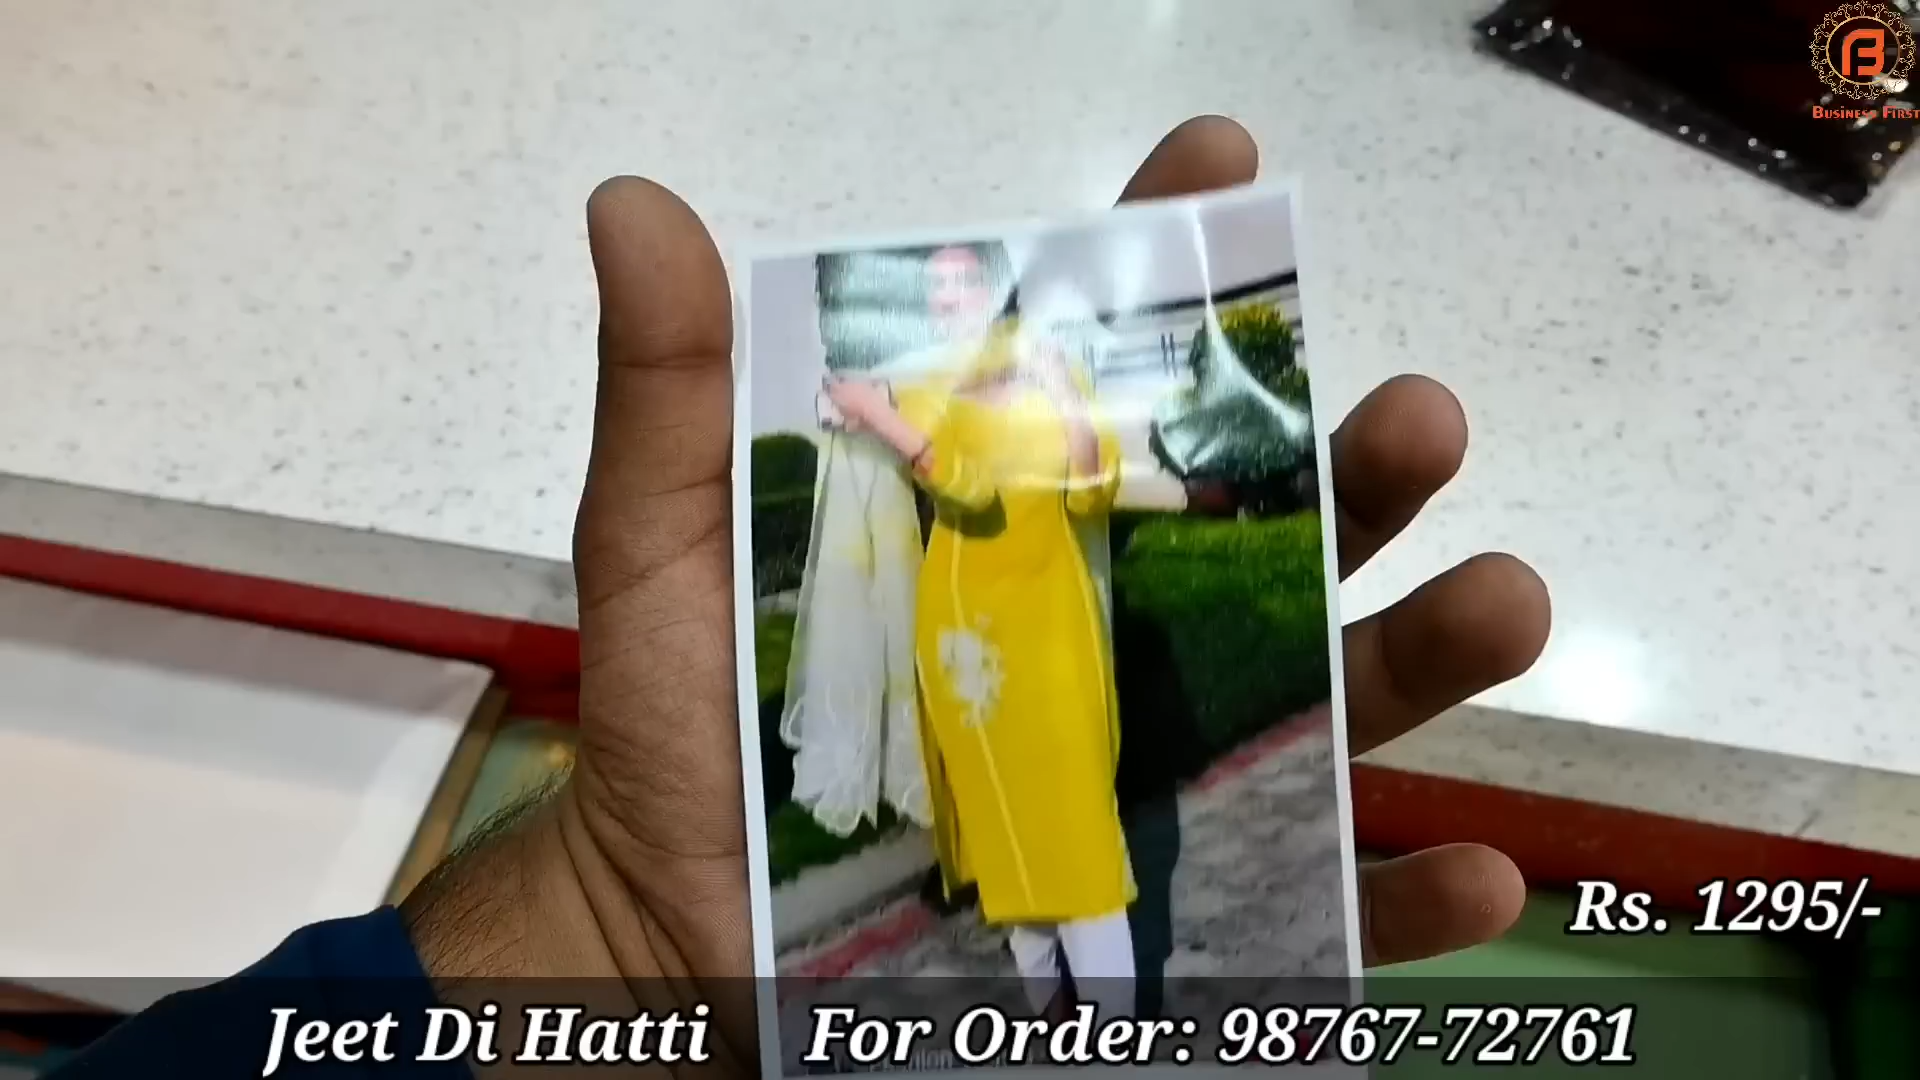 BUSINESS FIRST
Rs. 1295/-
Jeet Di Hatti For Order: 98767-72761